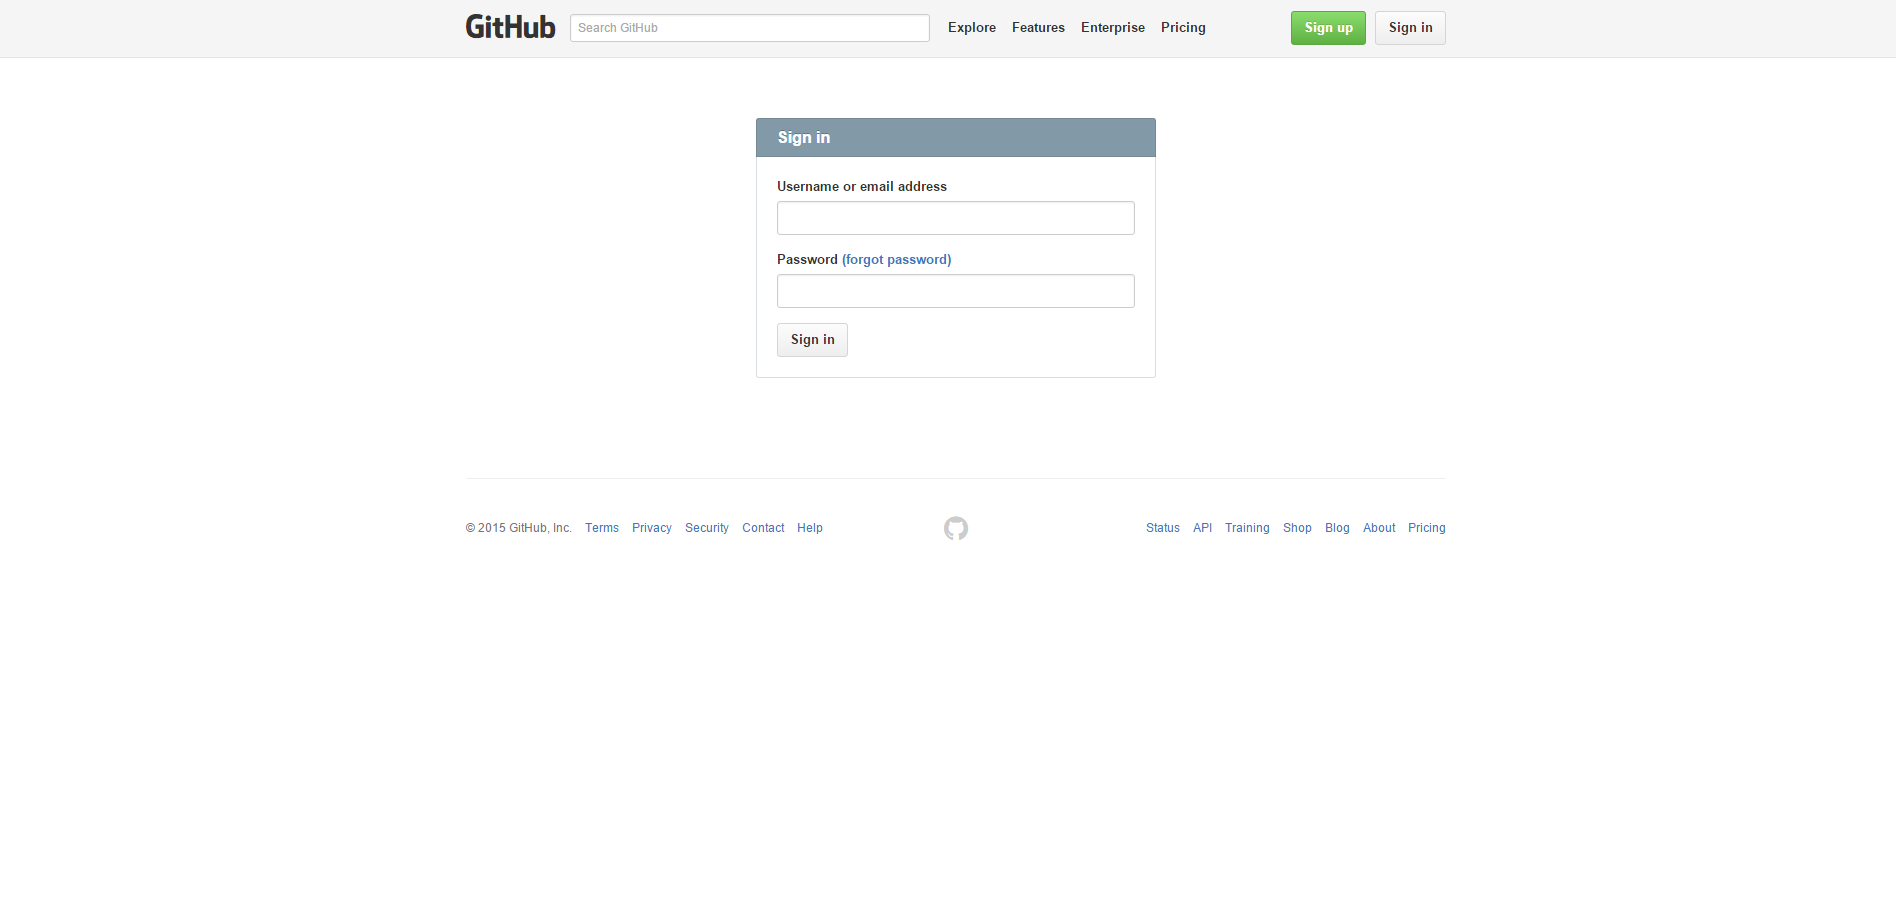 GitHub Search GitHub Explore Features Enterprise Pricing Sign up Sign in
Sign in
Username or email address
Password (forgot password)
Sign in
© 2015 GitHub, Inc. Terms Privacy Security Contact Help Status API Training Shop Blog About Pricing